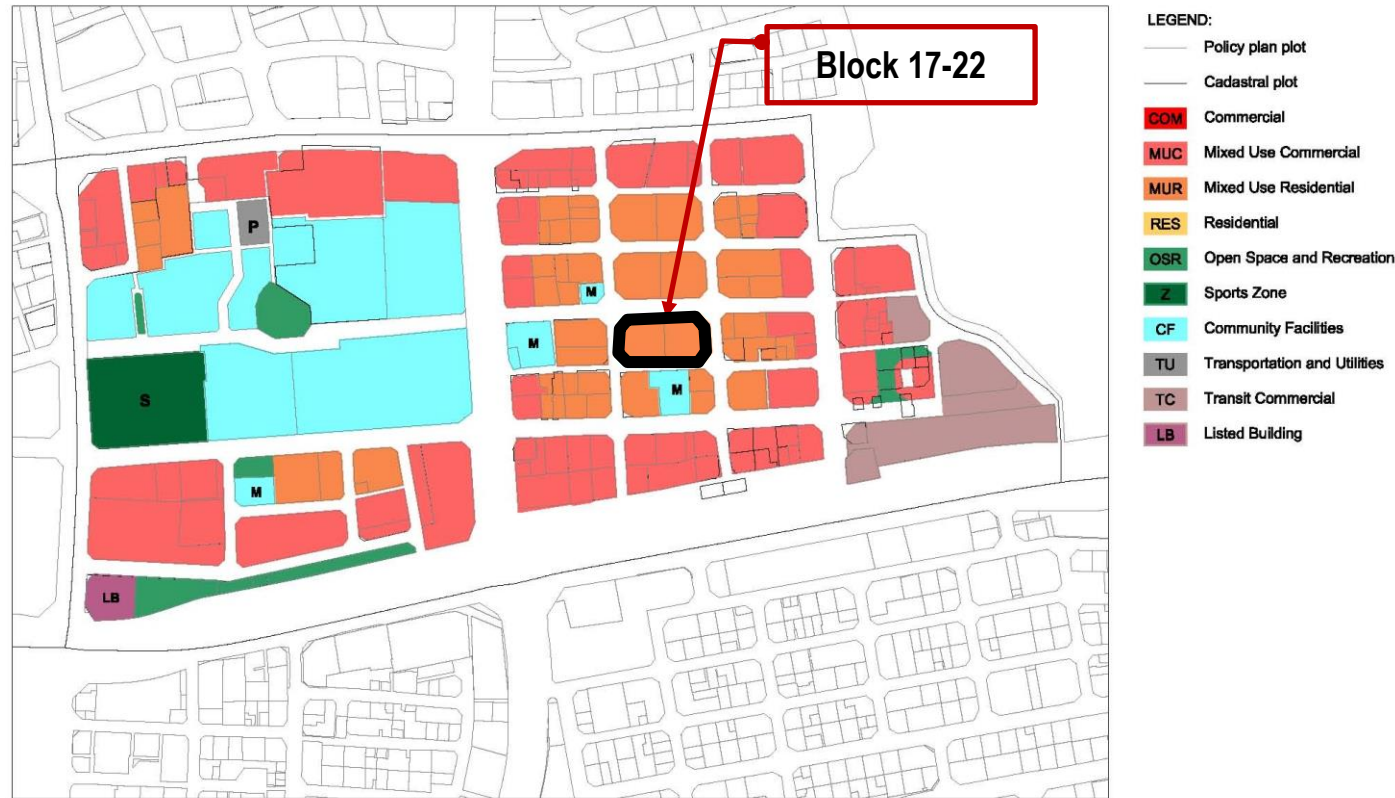 Block 17-22
P
M
M
M
S
M
LB
LEGEND:
Policy plan plot
Cadastral plot
COM Commercial
MUC Mixed Use Commercial
MUR Mixed Use Residential
RES Residential
OSR Open Space and Recreation
Z Sports Zone
CF Community Facilities
TU Transportation and Utilities
TC Transit Commercial
LB Listed Building